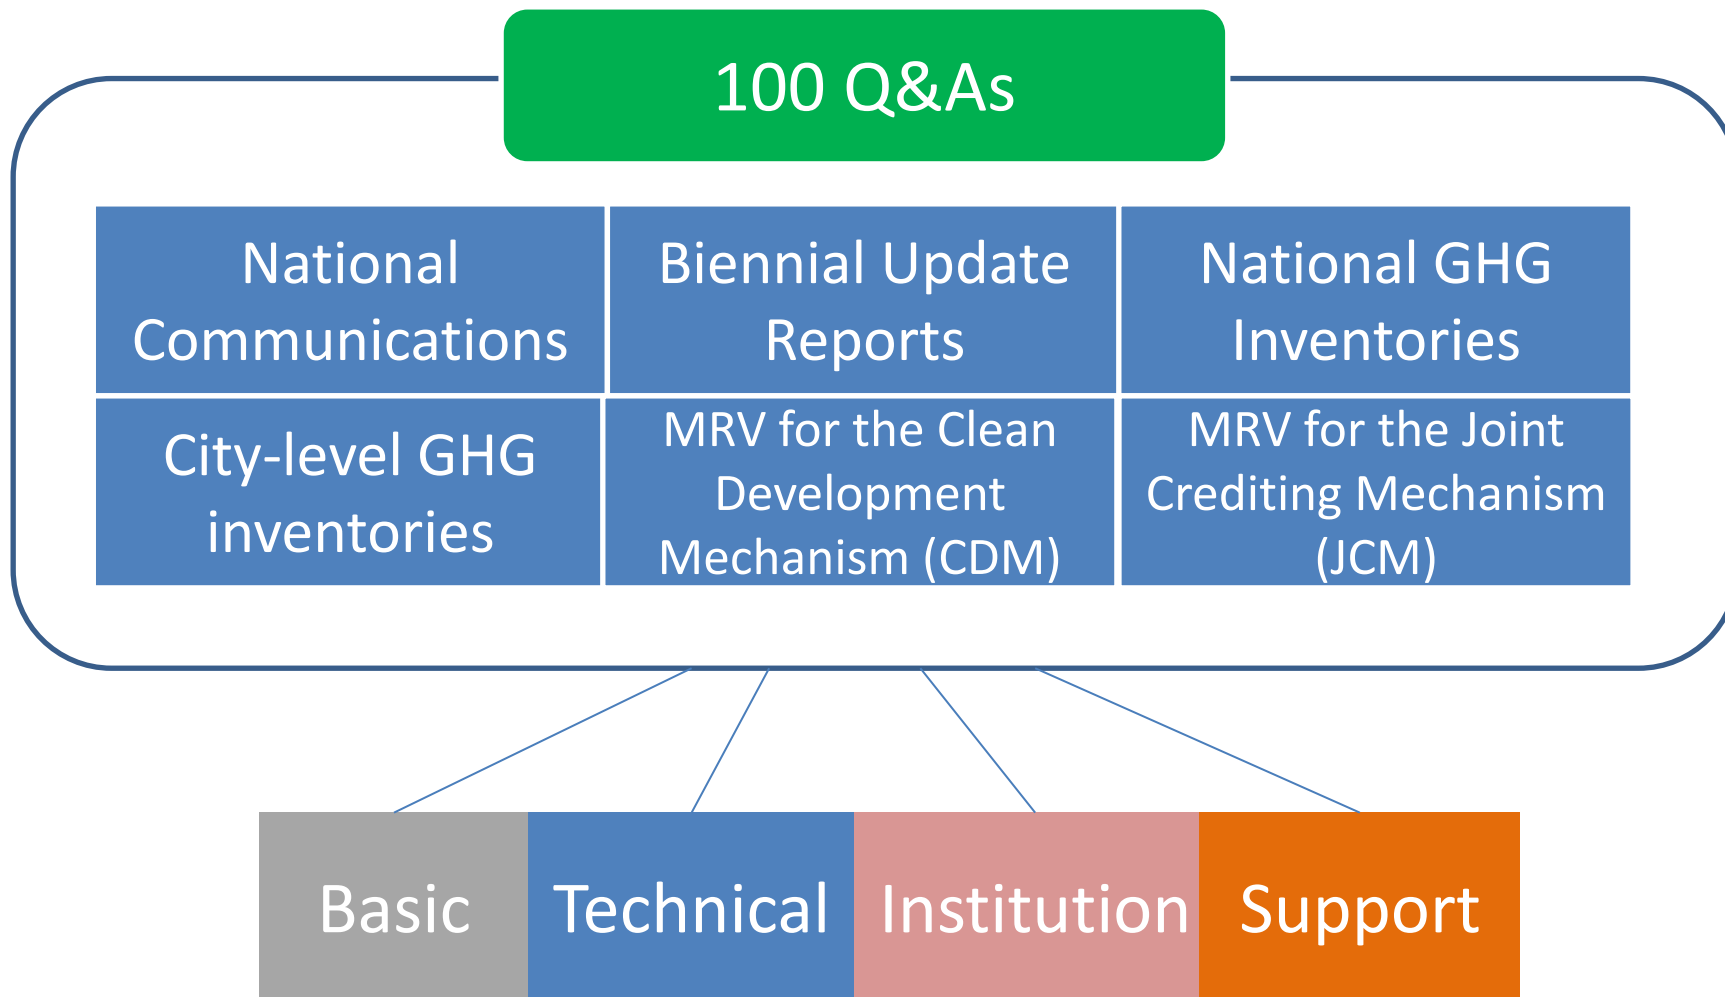 100 Q&As
National
Communications
Biennial Update
Reports
National GHG
Inventories
City-level GHG
inventories
MRV for the Clean
Development
Mechanism (CDM)
MRV for the Joint
Crediting Mechanism
(JCM)
Basic
Technical
Institution
Support